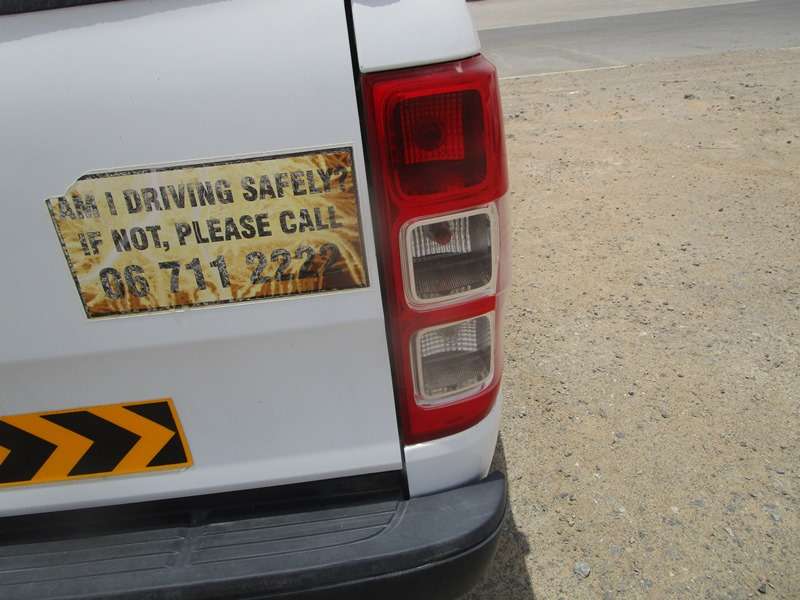 AM I DRIVING SAFELY?
IF NOT, PLEASE CALL
06 711 2222